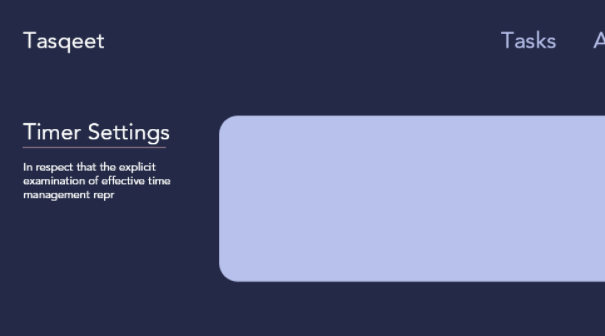 Tasqeet
Tasks
A
Timer Settings
In respect that the explicit
examination of effective time
management repr